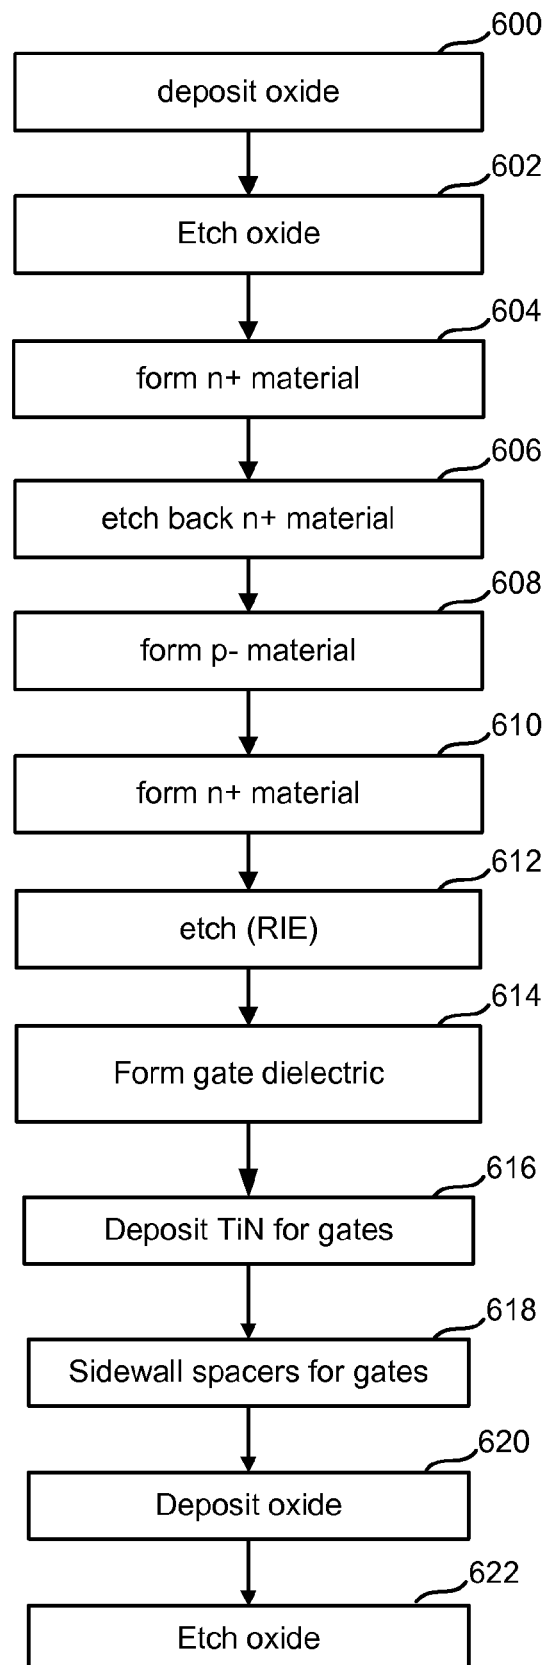 600
deposit oxide
602
Etch oxide
604
form n+ material
606
etch back n+ material
608
form p- material
610
form n+ material
612
etch (RIE)
614
Form gate dielectric
616
Deposit TiN for gates
618
Sidewall spacers for gates
620
Deposit oxide
622
Etch oxide